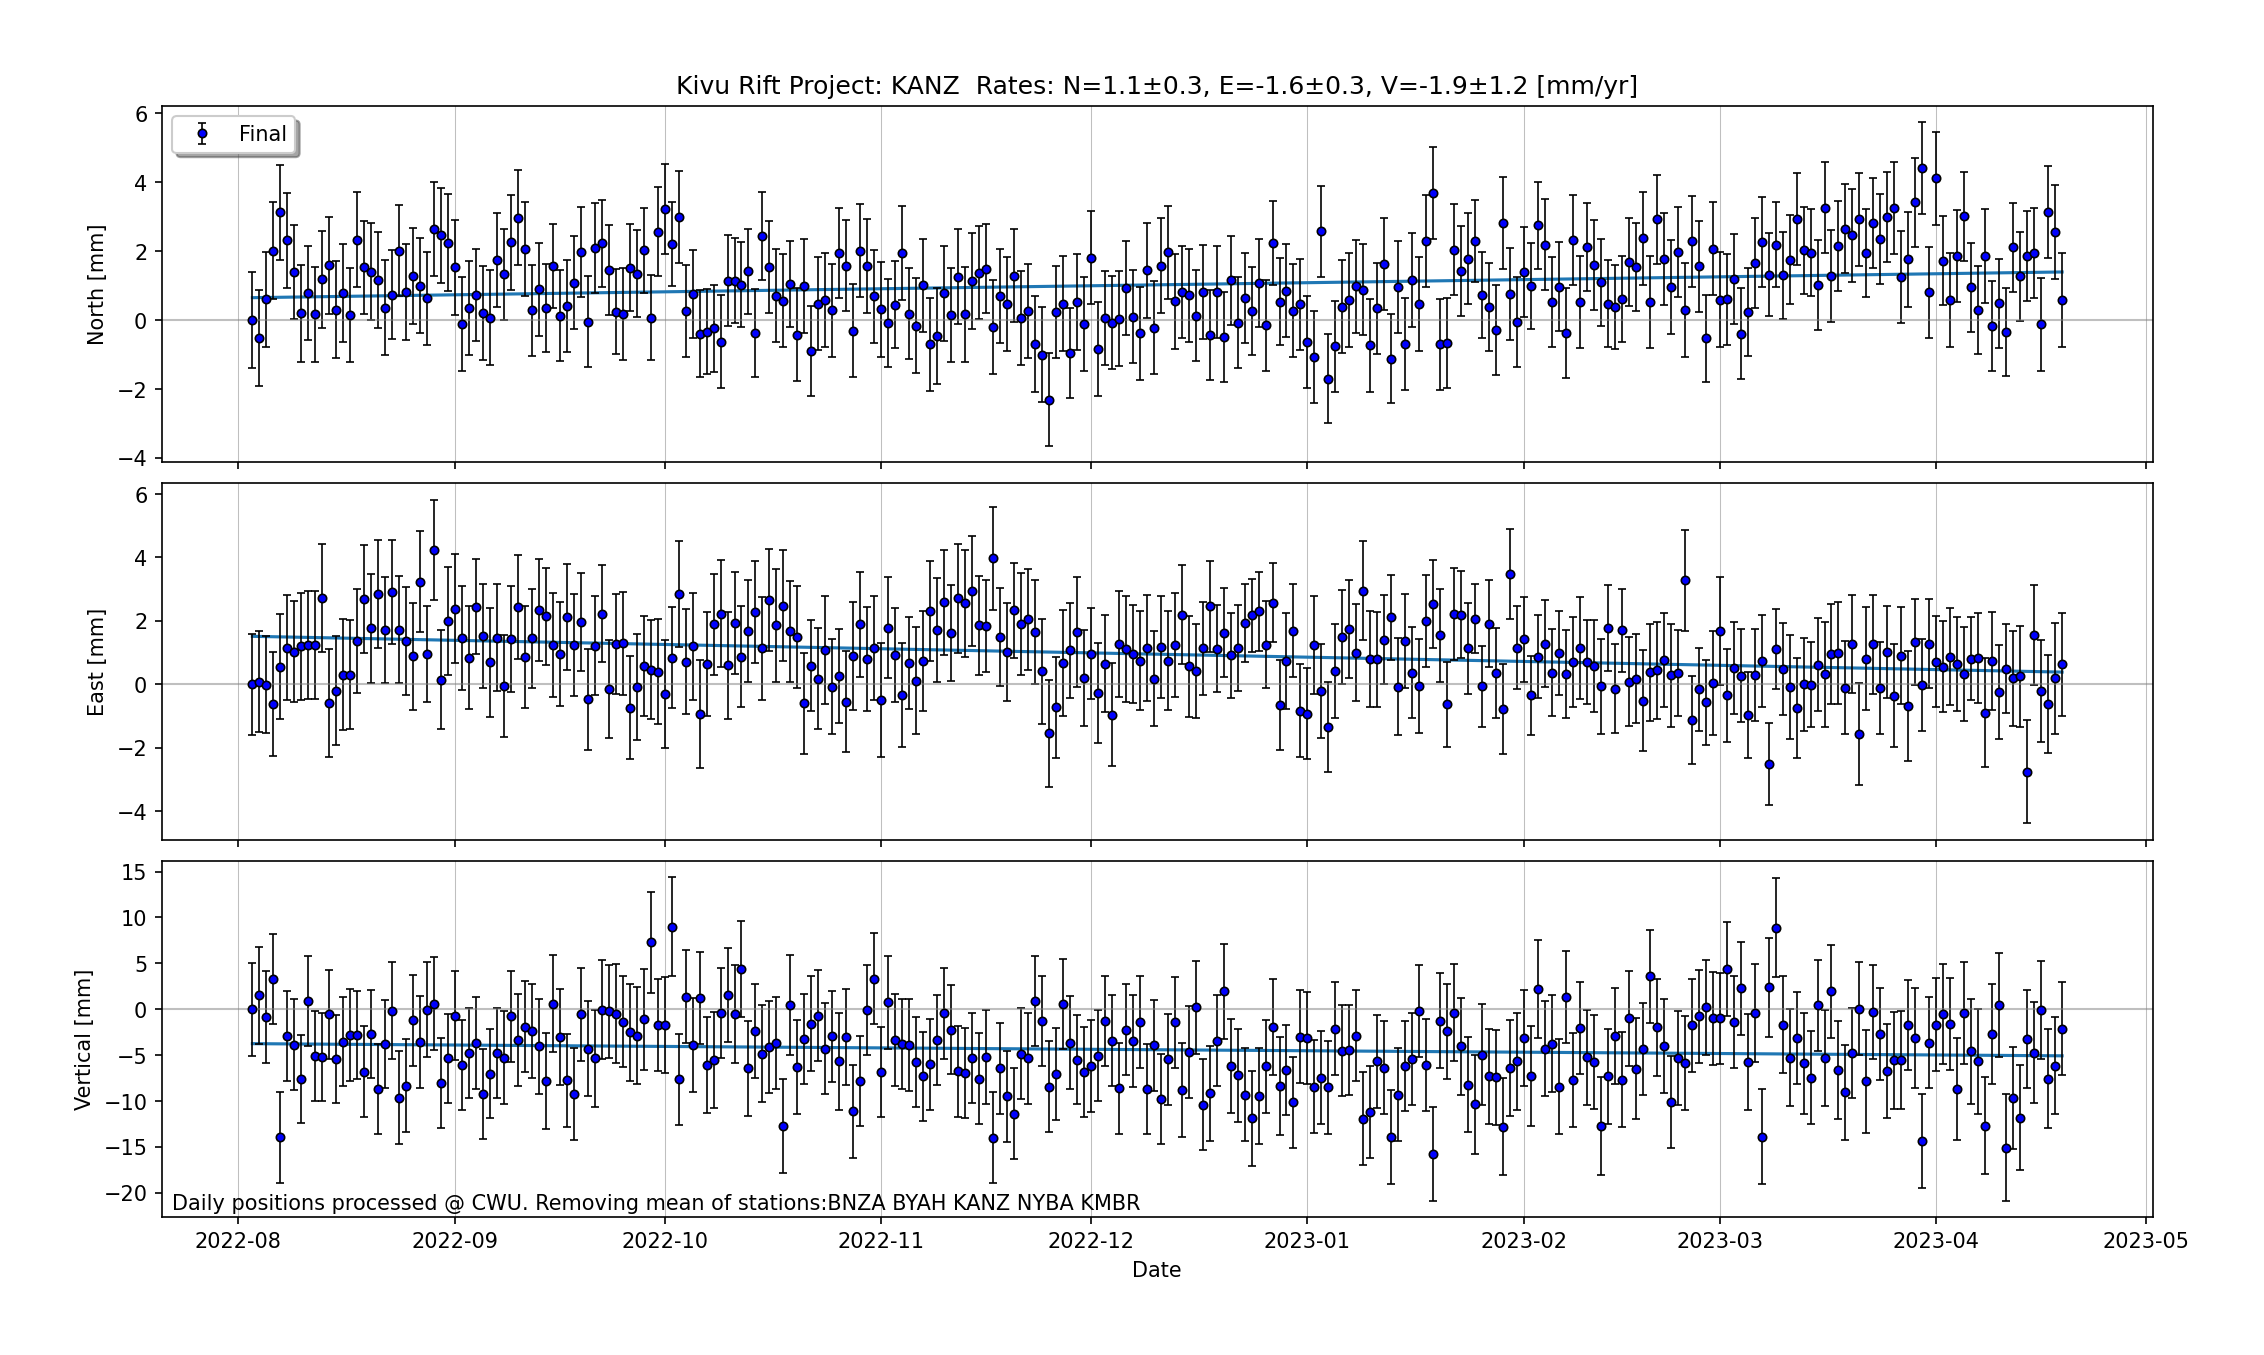 Kivu Rift Project: KANZ  Rates: N=1.1±0.3, E=-1.6±0.3, V=-1.9±1.2 [mm/yr]
Final
North [mm]
6
4
2
0
−2
−4
East [mm]
6
4
2
0
−2
−4
Vertical [mm]
15
10
5
0
−5
−10
−15
−20
Daily positions processed @ CWU. Removing mean of stations:BNZA BYAH KANZ NYBA KMBR
2022-08 2022-09 2022-10 2022-11 2022-12 2023-01 2023-02 2023-03 2023-04 2023-05
Date